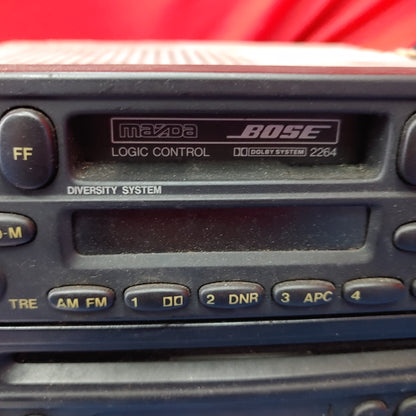 mazda BOSE
FF LOGIC CONTROL DOLBY SYSTEM 2264
DIVERSITY SYSTEM
-M
TRE AM FM 1 2 DNR 3 APC 4